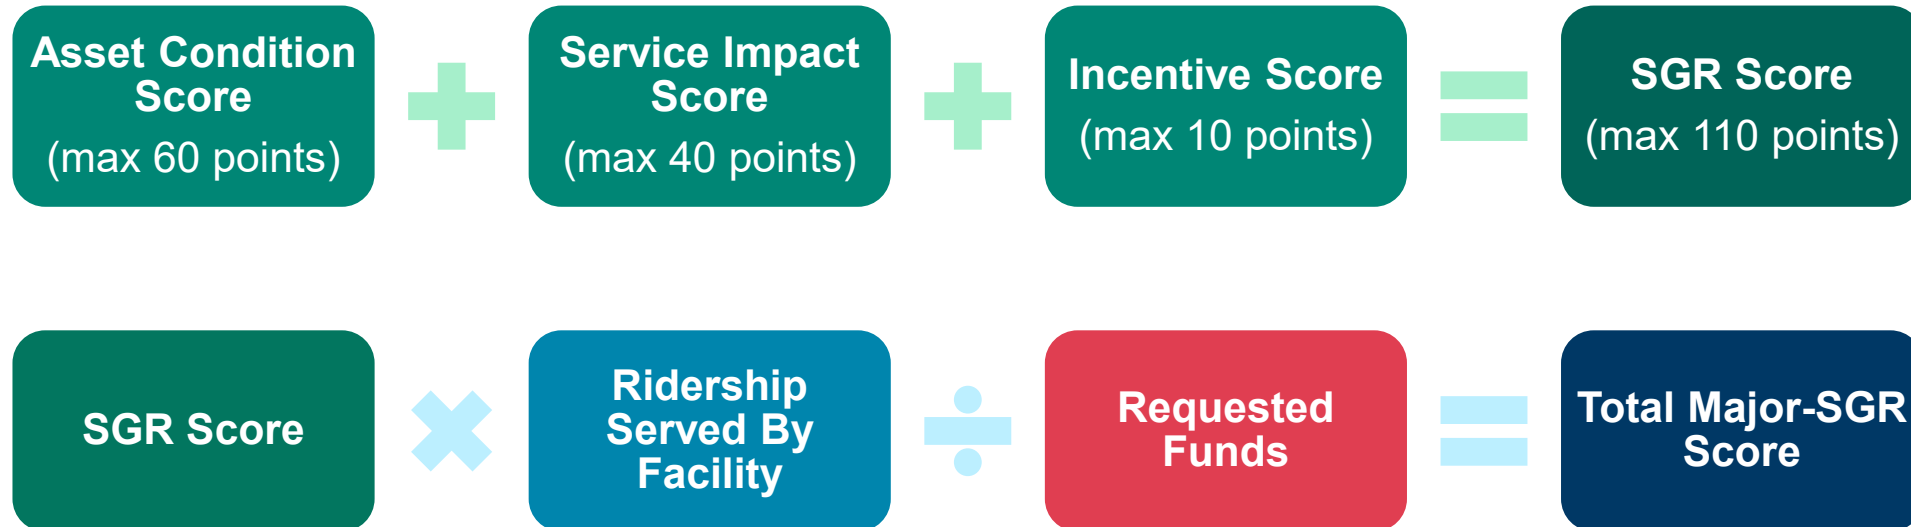 Asset Condition
Score
(max 60 points)
Service Impact
Score
(max 40 points)
Incentive Score
(max 10 points)
SGR Score
(max 110 points)
SGR Score
Ridership
Served By
Facility
Requested
Funds
Total Major-SGR
Score